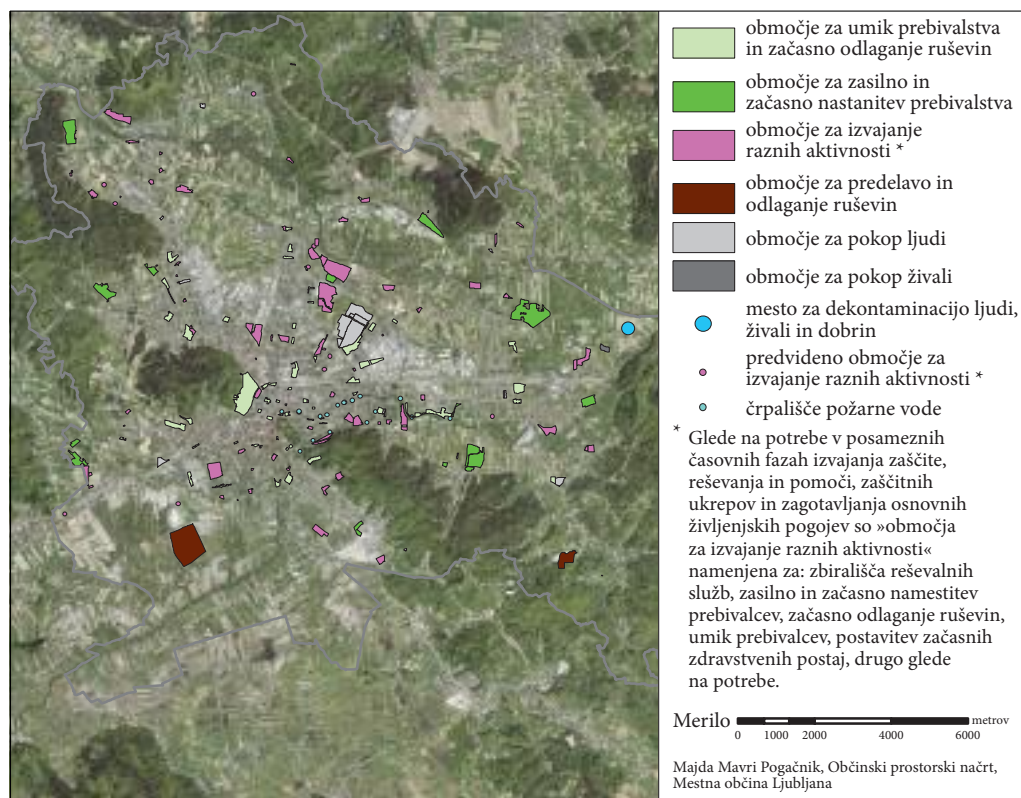 območje za umik prebivalstva
in začasno odlaganje ruševin
območje za zasilno in
začasno nastanitev prebivalstva
območje za izvajanje
raznih aktivnosti *
območje za predelavo in
odlaganje ruševin
območje za pokop ljudi
območje za pokop živali
mesto za dekontaminacijo ljudi,
živali in dobrin
predvideno območje za
izvajanje raznih aktivnosti *
črpališče požarne vode
* Glede na potrebe v posameznih
časovnih fazah izvajanja zaščite,
reševanja in pomoči, zaščitnih
ukrepov in zagotavljanja osnovnih
življenjskih pogojev so »območja
za izvajanje raznih aktivnosti«
namenjena za: zbirališča reševalnih
služb, zasilno in začasno namestitev
prebivalcev, začasno odlaganje ruševin,
umik prebivalcev, postavitev začasnih
zdravstvenih postaj, drugo glede
na potrebe.
Merilo metrov
0 1000 2000 4000 6000
Majda Mavri Pogačnik, Občinski prostorski načrt,
Mestna občina Ljubljana